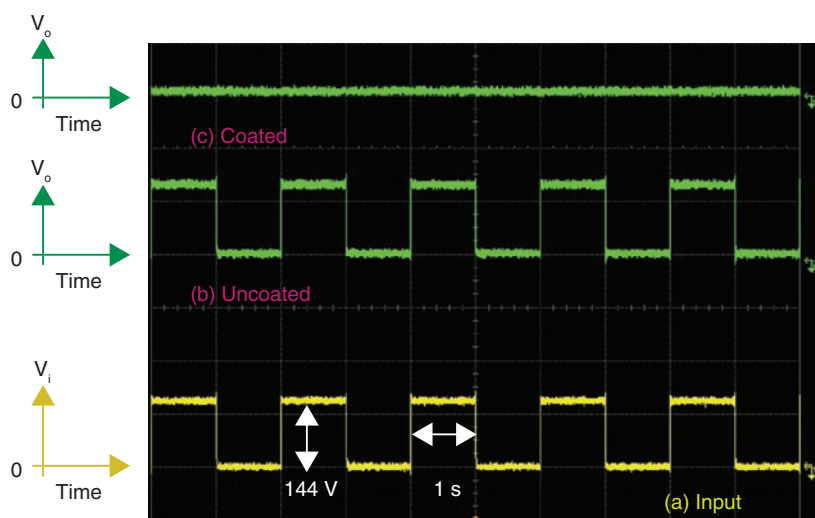 Vo
0
Time
(c) Coated
Vo
0
Time
(b) Uncoated
Vi
0
Time
144 V
1 s
(a) Input